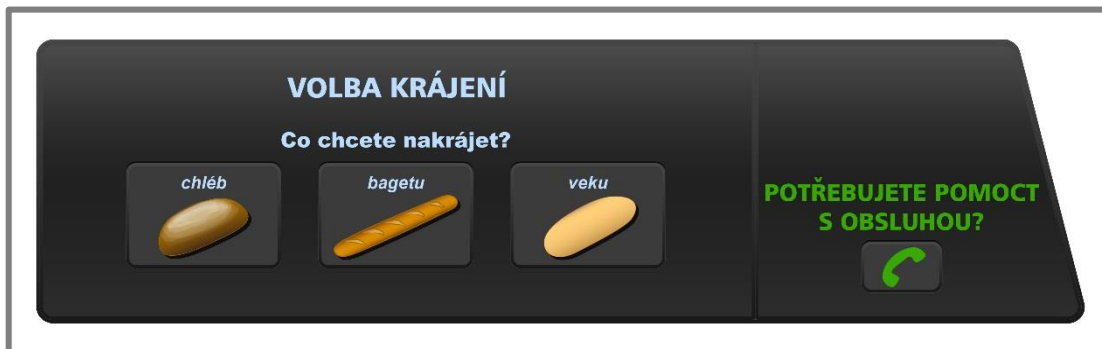 VOLBA KRÁJENÍ
Co chcete nakrájet?
chléb
bagetu
veku
POTŘEBUJETE POMOCT
S OBSLUHOU?